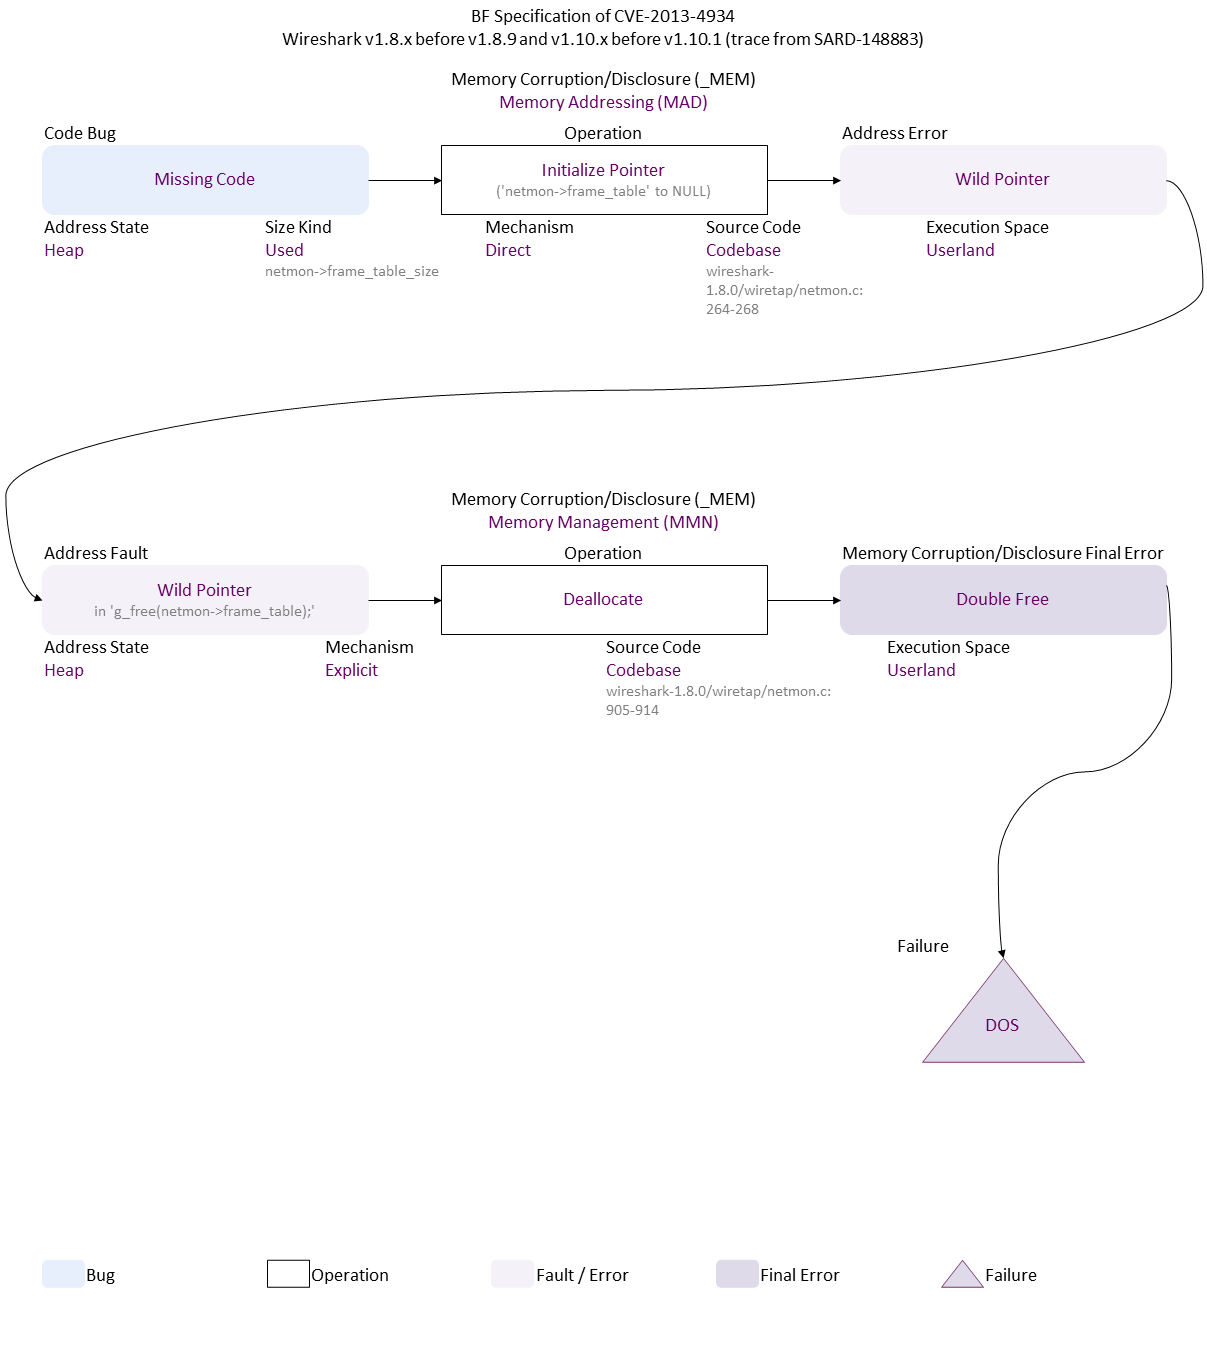 BF Specification of CVE-2013-4934
Wireshark v1.8.x before v1.8.9 and v1.10.x before v1.10.1 (trace from SARD-148883)
Memory Corruption/Disclosure (_MEM)
Memory Addressing (MAD)
Code Bug
Operation
Address Error
Missing Code
Initialize Pointer
('netmon->frame_table' to NULL)
Wild Pointer
Address State
Heap
Size Kind
Used
netmon->frame_table_size
Mechanism
Direct
Source Code
Codebase
wireshark-
1.8.0/wiretap/netmon.c:
264-268
Execution Space
Userland
Memory Corruption/Disclosure (_MEM)
Memory Management (MMN)
Address Fault
Operation
Memory Corruption/Disclosure Final Error
Wild Pointer
in 'g_free(netmon->frame_table);'
Deallocate
Double Free
Address State
Heap
Mechanism
Explicit
Source Code
Codebase
wireshark-1.8.0/wiretap/netmon.c:
905-914
Execution Space
Userland
Failure
DOS
Bug
Operation
Fault / Error
Final Error
Failure